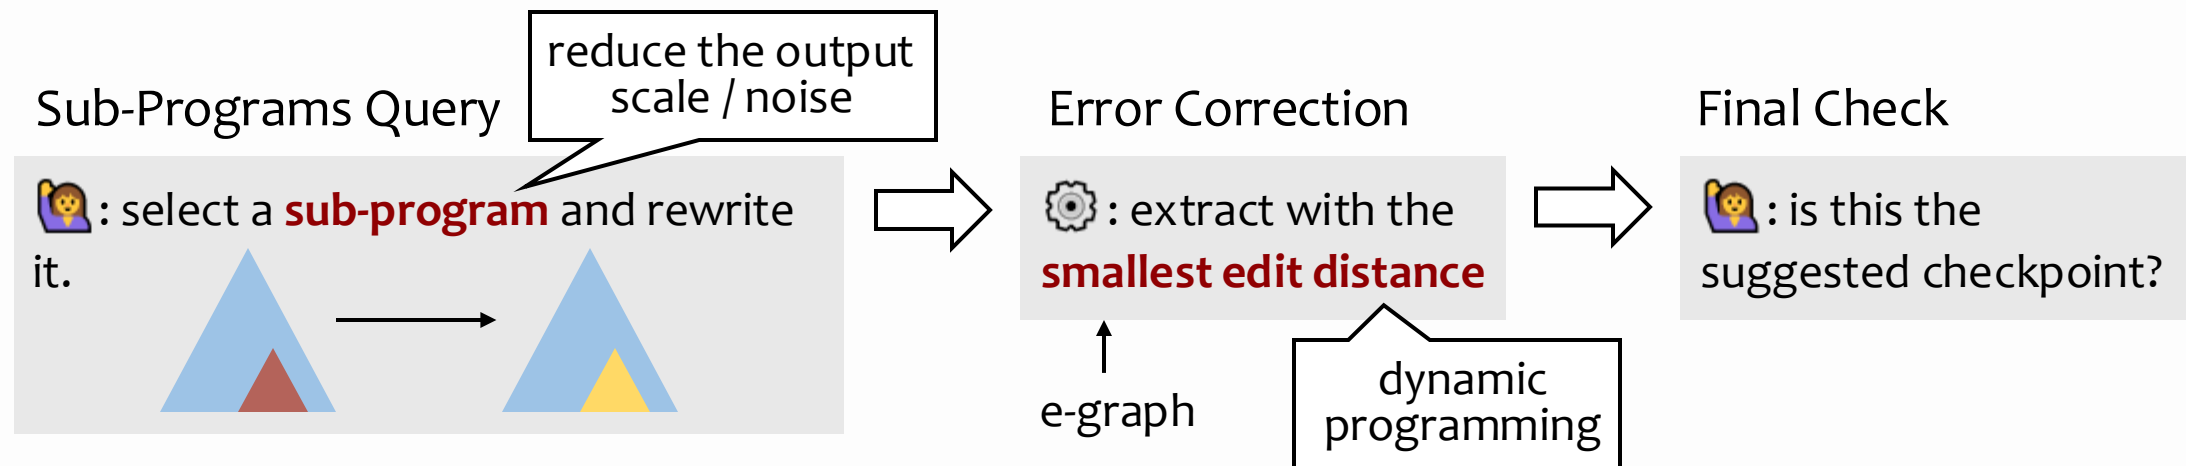 reduce the output
scale / noise
Sub-Programs Query
: select a sub-program and rewrite
it.
Error Correction
: extract with the
smallest edit distance
e-graph
dynamic
programming
Final Check
: is this the
suggested checkpoint?